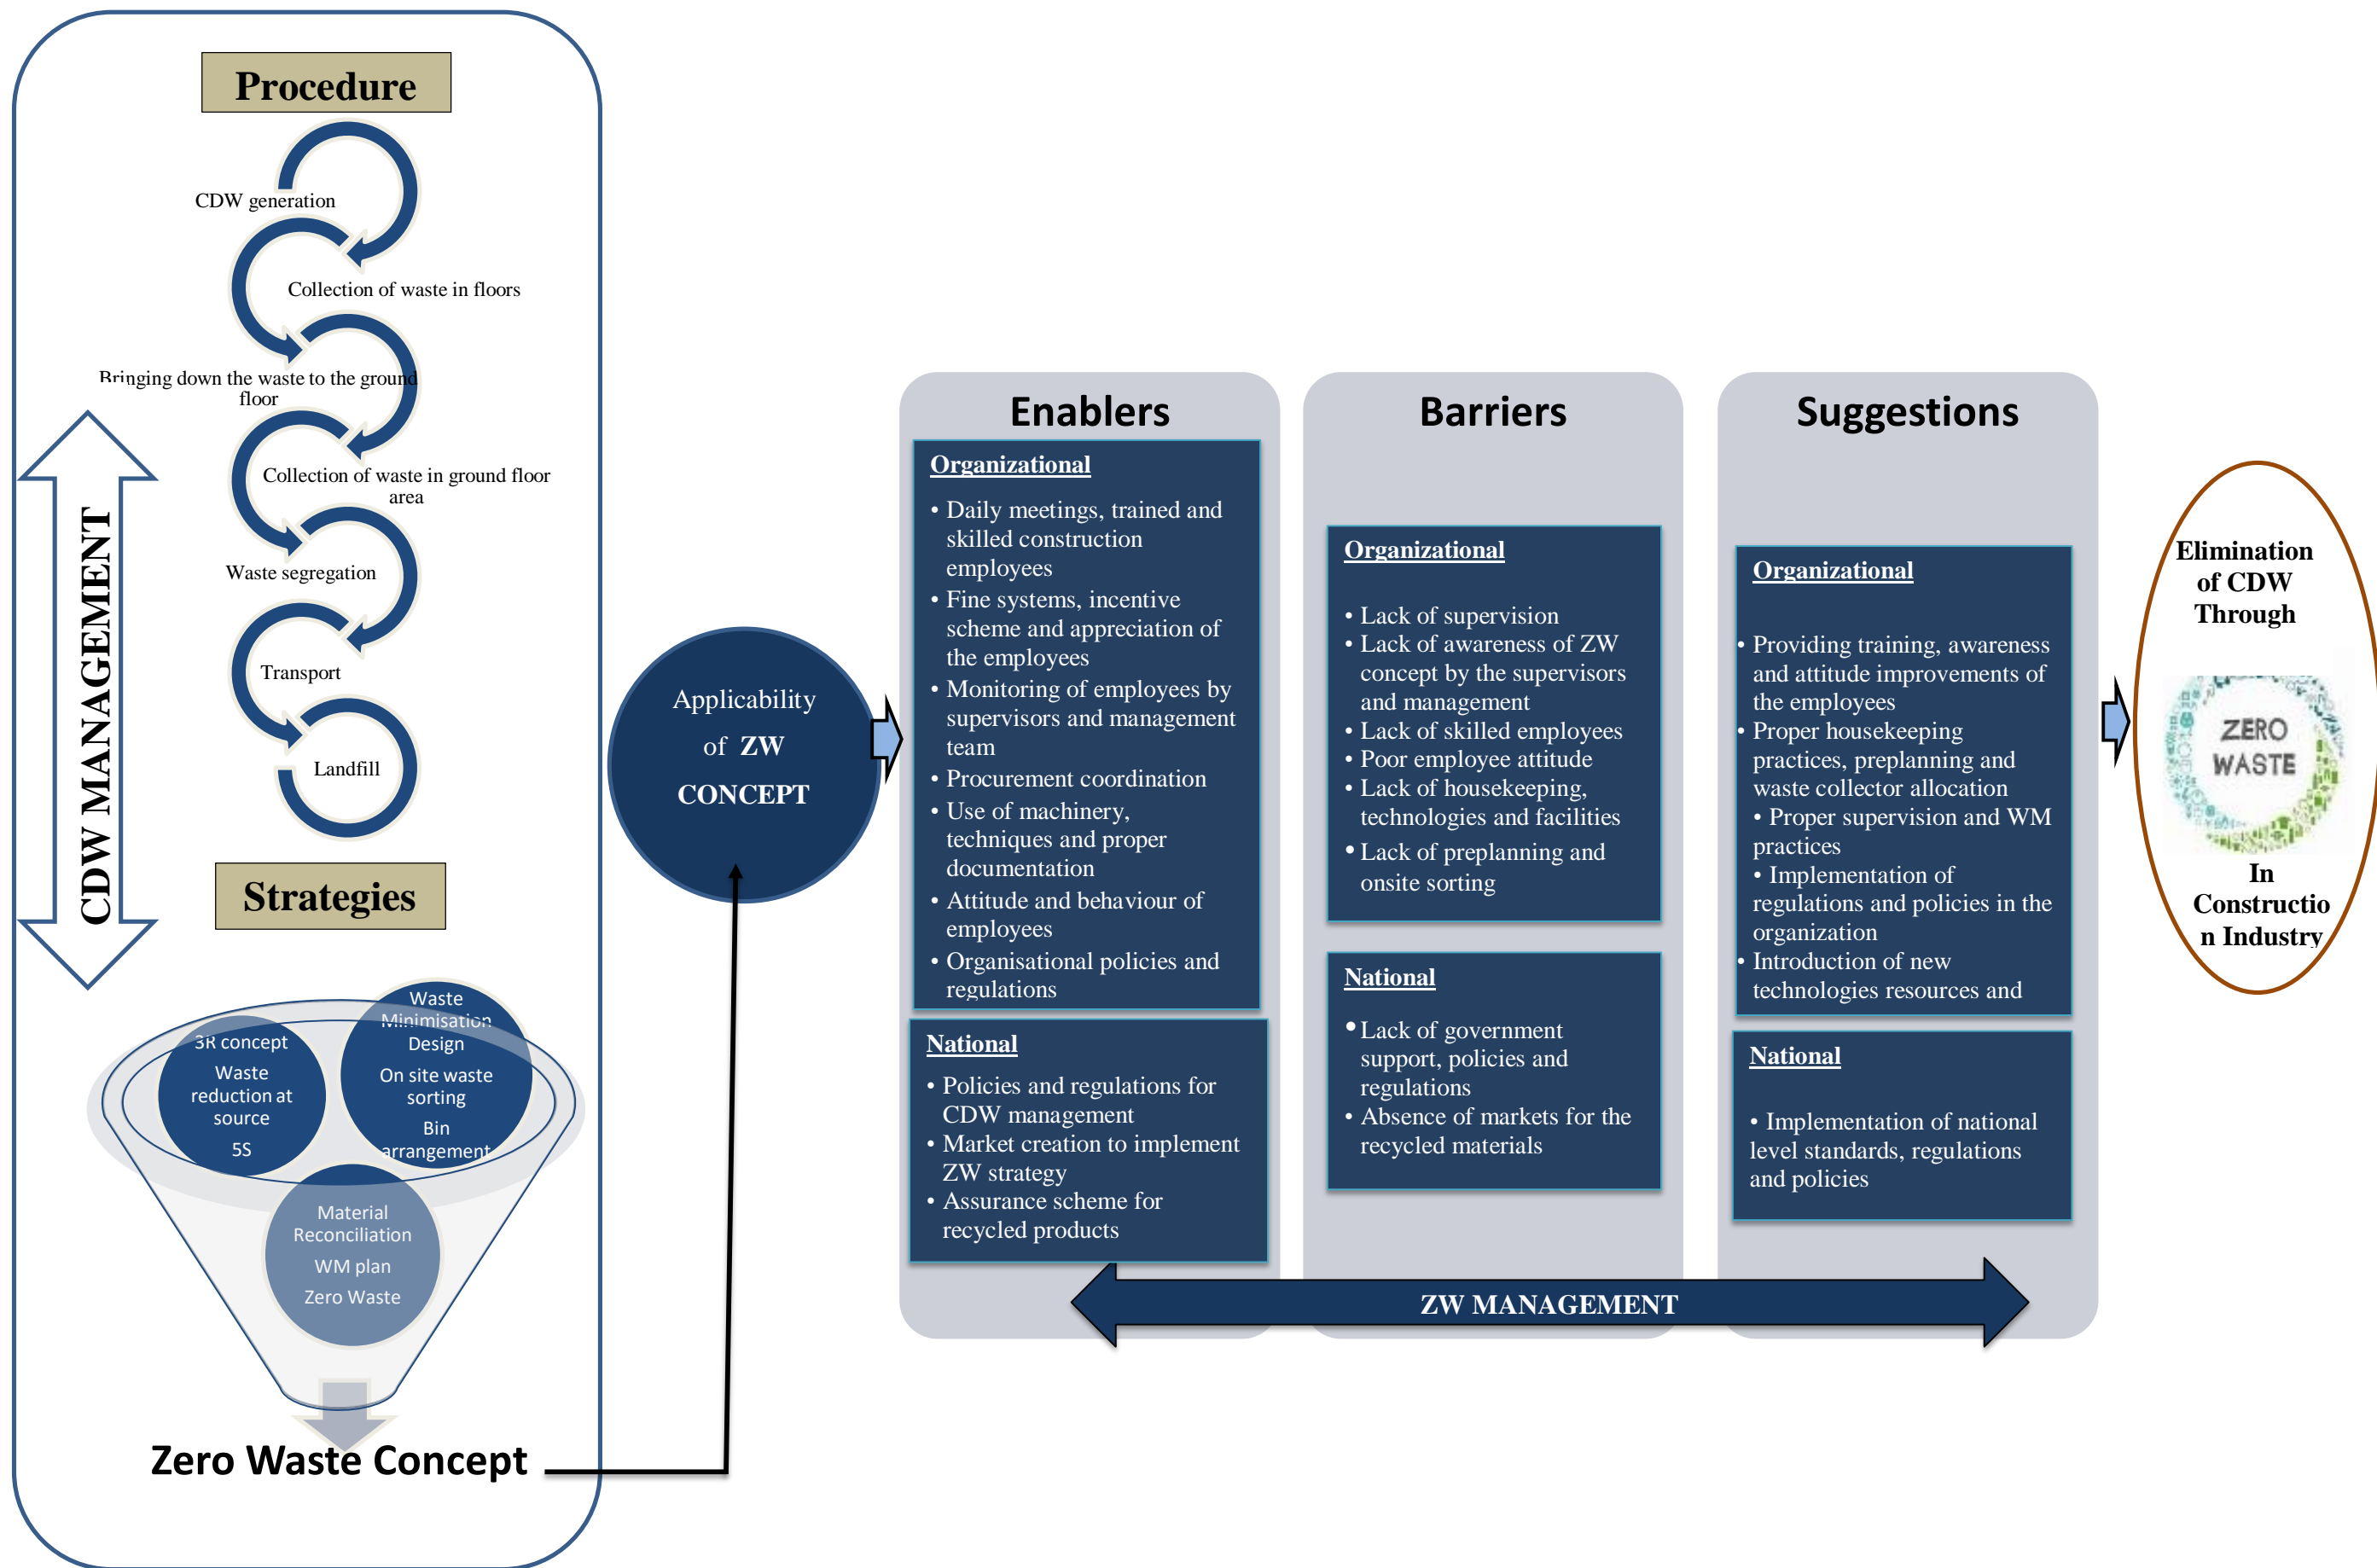 Procedure
CDW generation
Collection of waste in floors
Bringing down the waste to the ground
floor
Collection of waste in ground floor
area
Waste segregation
Transport
Landfill
CDW MANAGEMENT
Strategies
3R concept
Waste
reduction at
source
5S
Waste
Minimisation
Design
On site waste
sorting
Bin
arrangement
Material
Reconciliation
WM plan
Zero Waste
Zero Waste Concept
Applicability
of ZW
CONCEPT
Enablers
Organizational
• Daily meetings, trained and
skilled construction
employees
• Fine systems, incentive
scheme and appreciation of
the employees
• Monitoring of employees by
supervisors and management
team
• Procurement coordination
• Use of machinery,
techniques and proper
documentation
• Attitude and behaviour of
employees
• Organisational policies and
regulations
National
• Policies and regulations for
CDW management
• Market creation to implement
ZW strategy
• Assurance scheme for
recycled products
Barriers
Organizational
• Lack of supervision
• Lack of awareness of ZW
concept by the supervisors
and management
• Lack of skilled employees
• Poor employee attitude
• Lack of housekeeping,
technologies and facilities
• Lack of preplanning and
onsite sorting
National
• Lack of government
support, policies and
regulations
• Absence of markets for the
recycled materials
Suggestions
Organizational
• Providing training, awareness
and attitude improvements of
the employees
• Proper housekeeping
practices, preplanning and
waste collector allocation
• Proper supervision and WM
practices
• Implementation of
regulations and policies in the
organization
• Introduction of new
technologies resources and
National
• Implementation of national
level standards, regulations
and policies
ZW MANAGEMENT
Elimination
of CDW
Through
ZERO
WASTE
In
Constructio
n Industry